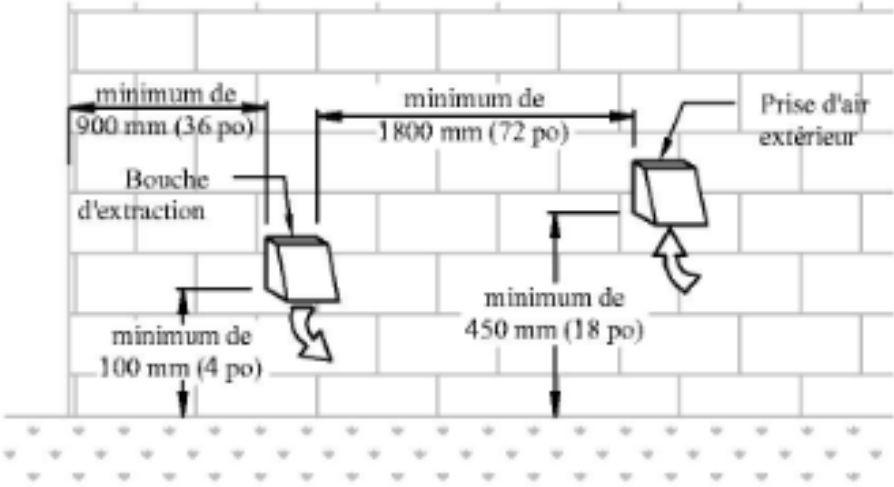 minimum de
900 mm (36 po)
minimum de
1800 mm (72 po)
Prise d'air
extérieur
Bouche
d'extraction
minimum de
450 mm (18 po)
minimum de
100 mm (4 po)